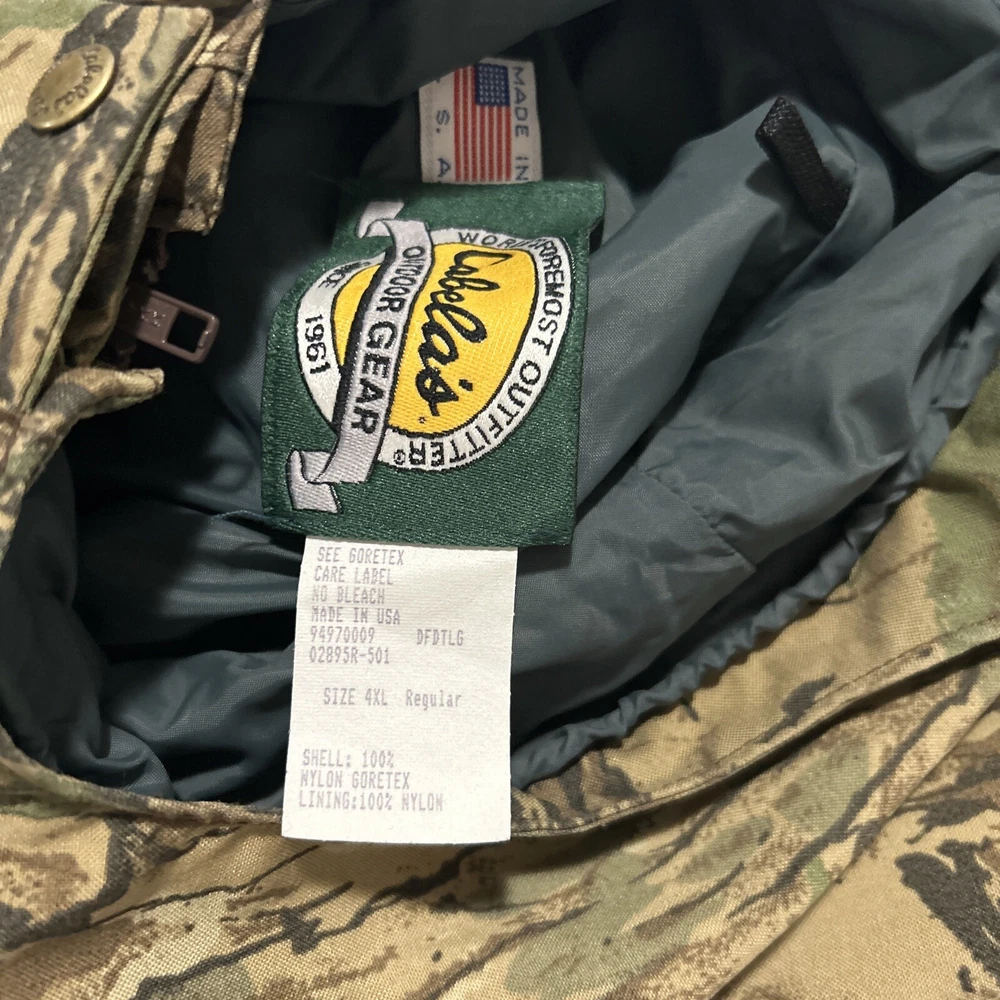 Cabela's
MADE IN
U. S. A.
WORLD'S FOREMOST OUTFITTER®
Cabela's
OUTDOOR GEAR
SINCE 1961
SEE GORETEX
CARE LABEL
NO BLEACH
MADE IN USA
94970009 DFDTLG
02895R-501
SIZE 4XL Regular
SHELL: 100%
NYLON GORETEX
LINING:100% NYLON